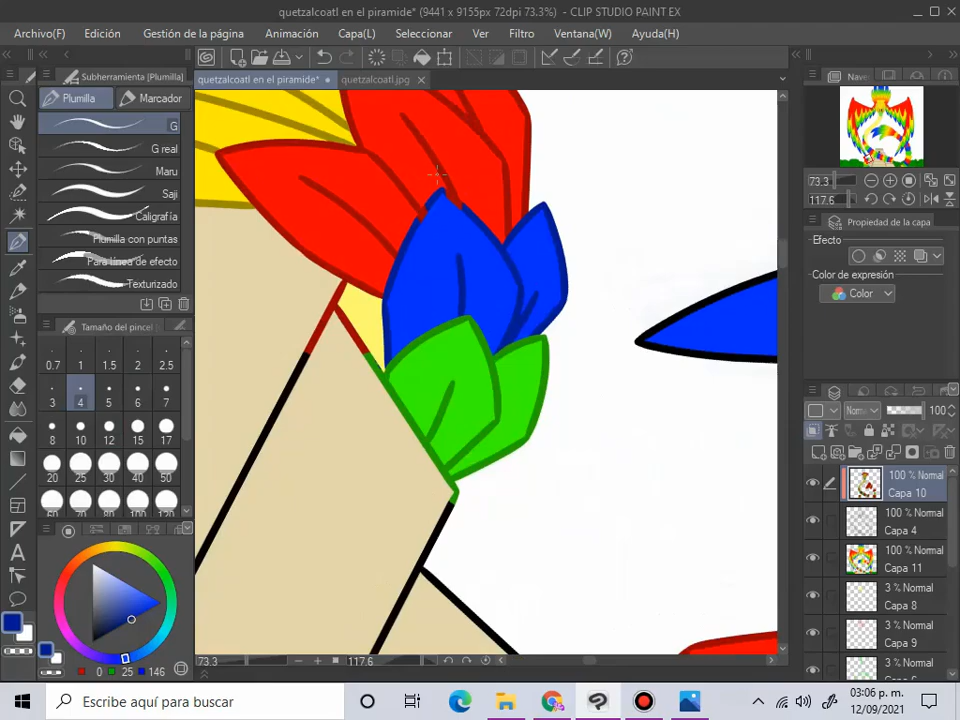 quetzalcoatl en el piramide* (9441 x 9155px 72dpi 73.3%) - CLIP STUDIO PAINT EX
Archivo(F) Edición Gestión de la página Animación Capa(L) Seleccionar Ver Filtro Ventana(W) Ayuda(H)
Subherramienta [Plumilla]
quetzalcoatl en el piramide*
quetzalcoatl.jpg
Plumilla
Marcador
G
G real
Maru
Saji
Caligrafía
Plumilla con puntas
Para línea de efecto
Texturizado
Tamaño del pincel
0.7 1 2 2.5
3 4 5 6 7
8 10 12 15 17
20 25 30 40 50
60
0 25 146
73.3
117.6
Nave
73.3
117.6
Propiedad de la capa
Efecto
Color de expresión
Color
Norm
100
100 % Normal
Capa 10
100 % Normal
Capa 4
100 % Normal
Capa 11
3 % Normal
Capa 8
3 % Normal
Capa 9
3 % Normal
Escribe aquí para buscar
03:06 p. m.
12/09/2021